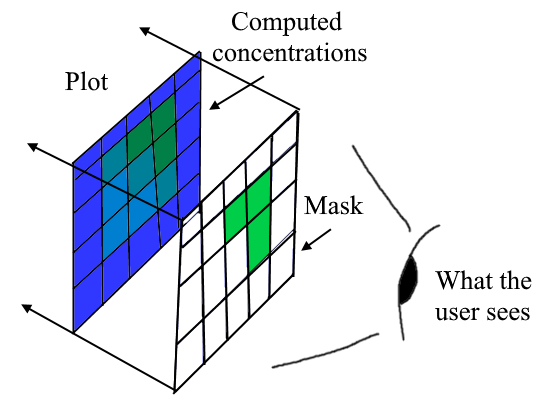 Computed
concentrations
Plot
Mask
What the
user sees